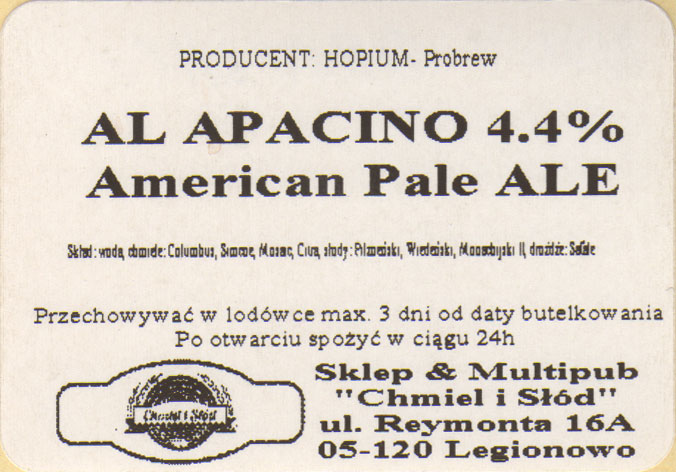 PRODUCENT: HOPIUM- Probrew
AL APACINO 4.4%
American Pale ALE
Skład: woda, chmiele: Columbus, Simcoe, Mosaic, Citra, słody: Pilzneński, Wiedeński, Monachijski II, drożdże: Safale
Przechowywać w lodówce max. 3 dni od daty butelkowania
Po otwarciu spożyć w ciągu 24h
Chmiel i Słód
Sklep & Multipub
"Chmiel i Słód"
ul. Reymonta 16A
05-120 Legionowo